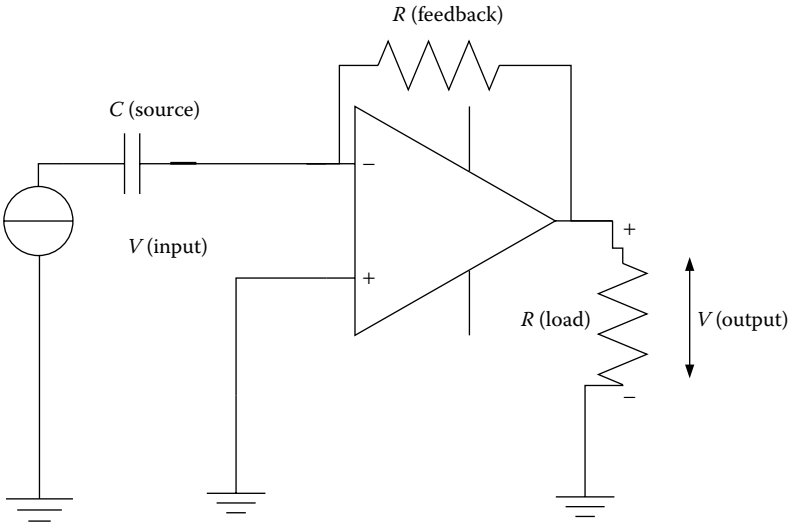 R (feedback)
C (source)
−
V (input)
+
+
R (load)
V (output)
−